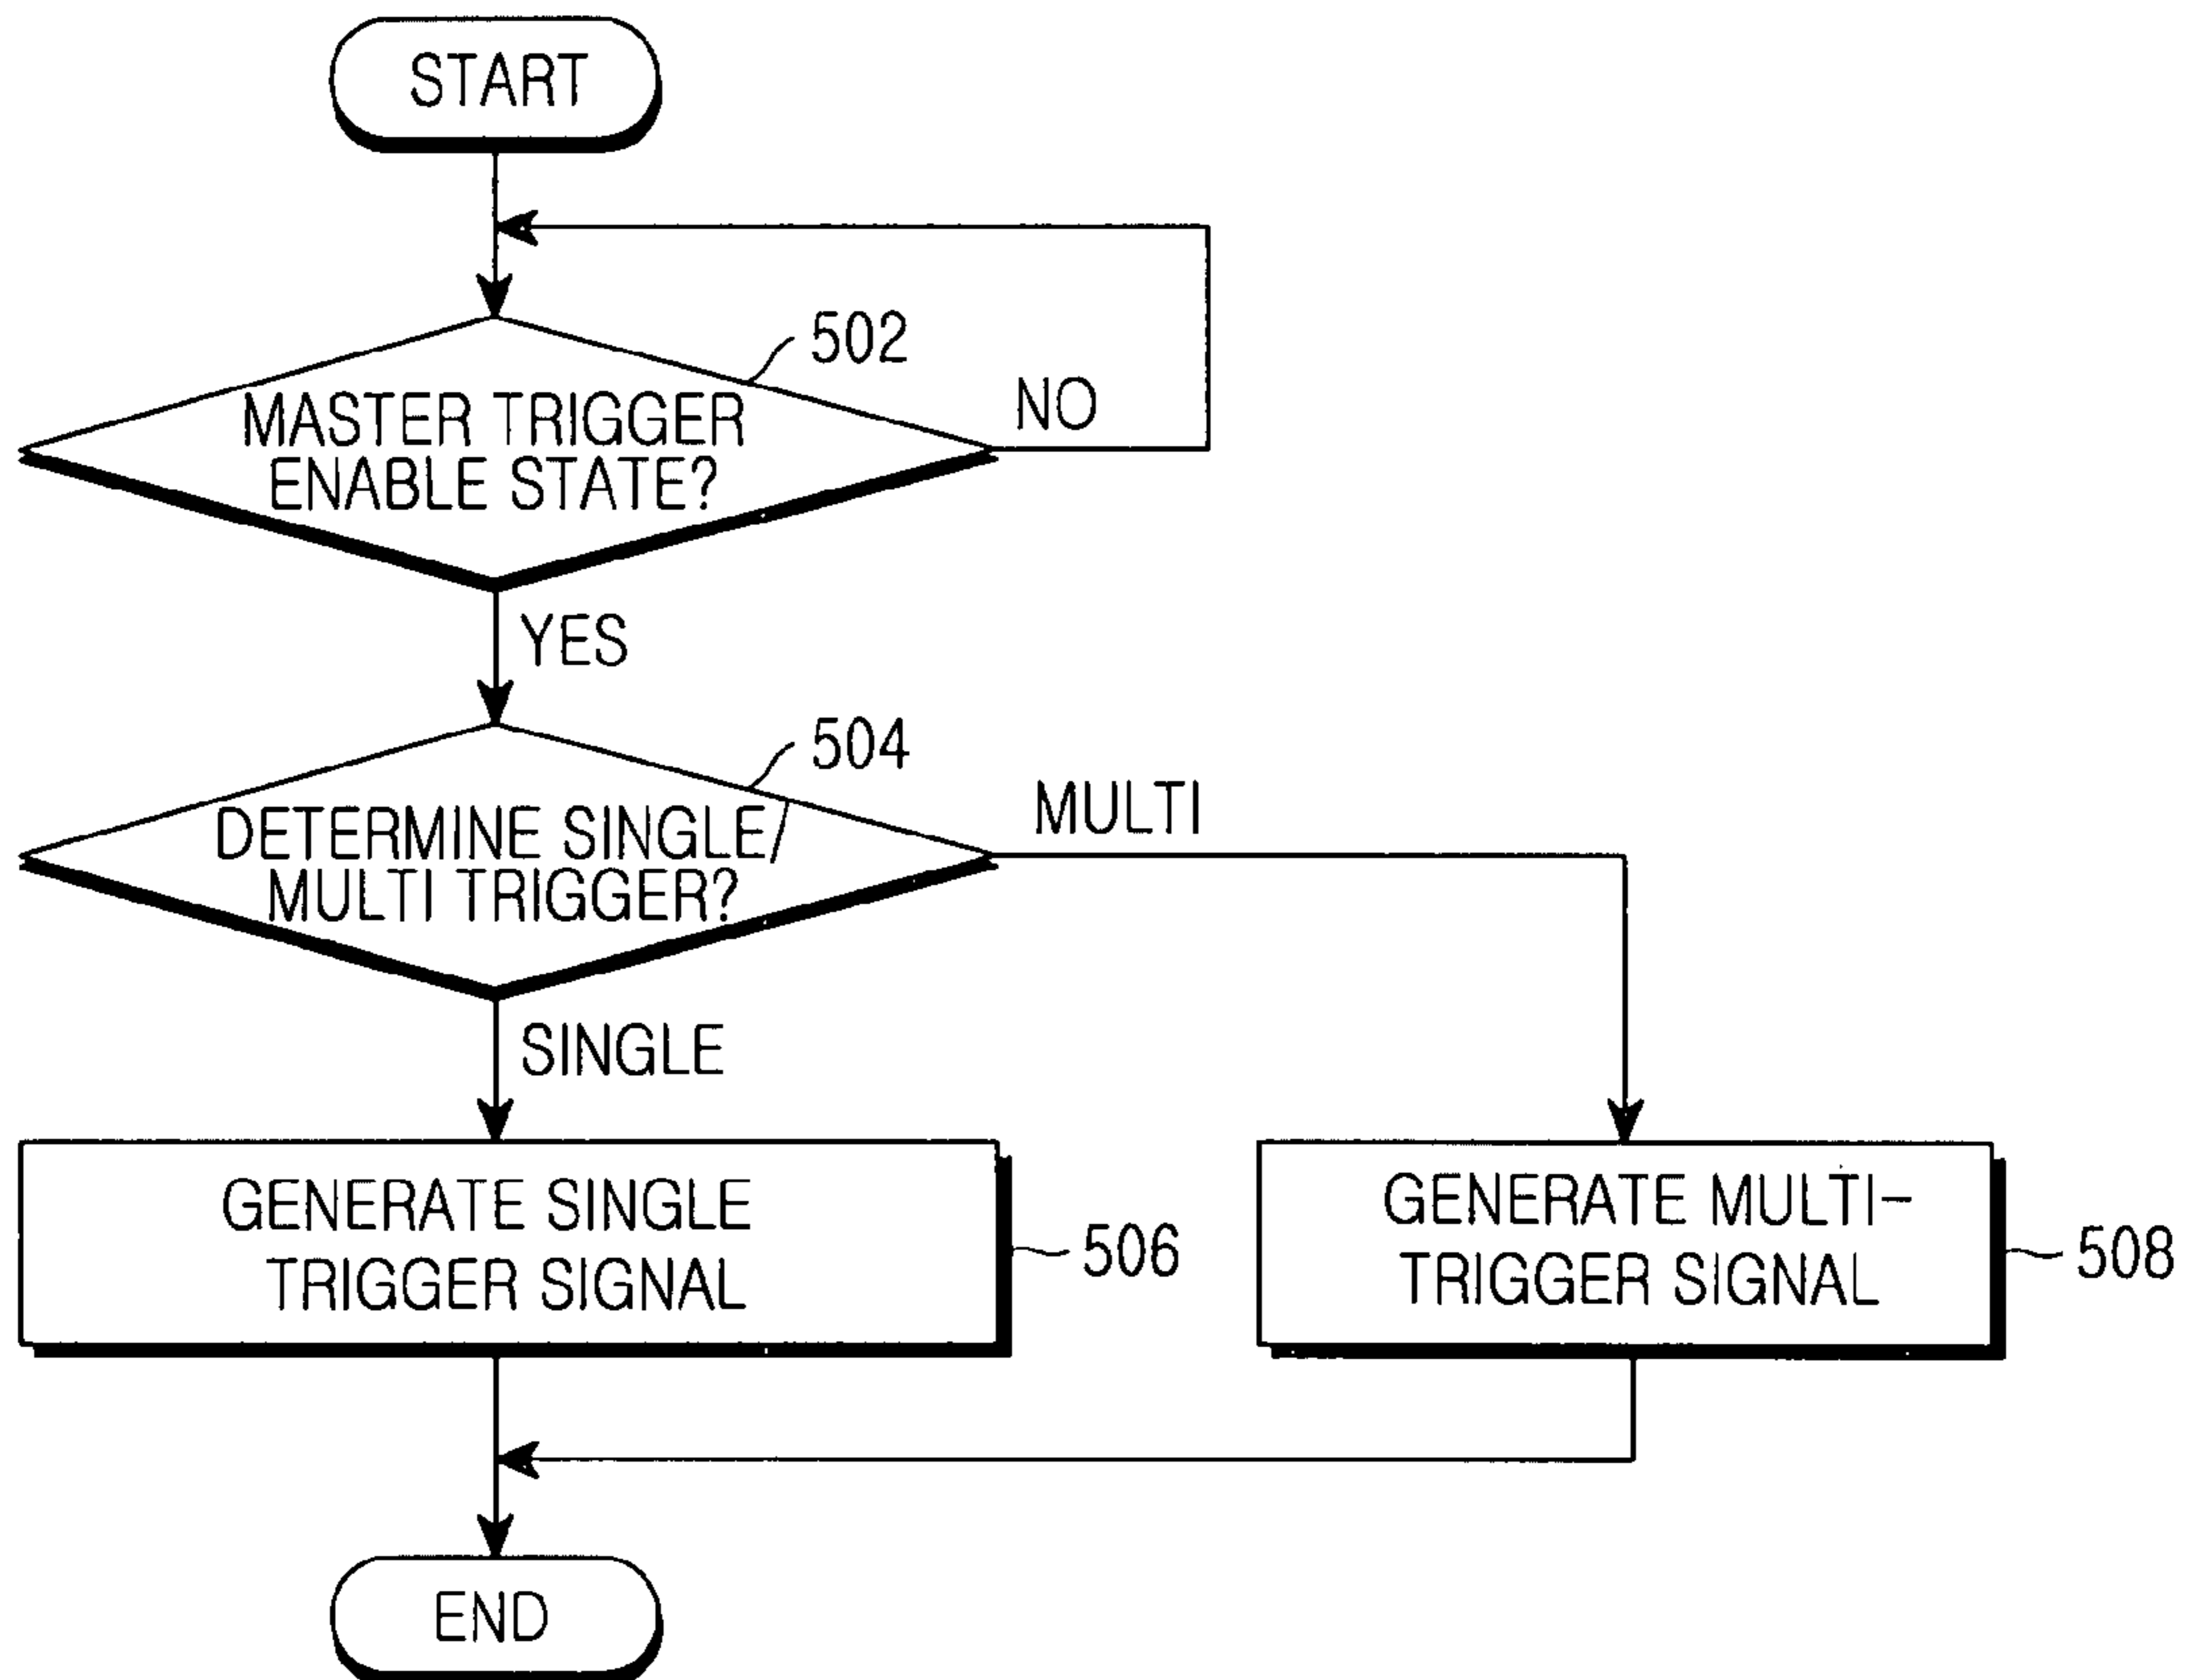 START
502
MASTER TRIGGER
ENABLE STATE?
NO
YES
504
DETERMINE SINGLE/
MULTI TRIGGER?
MULTI
SINGLE
GENERATE SINGLE
TRIGGER SIGNAL
506
GENERATE MULTI-
TRIGGER SIGNAL
508
END